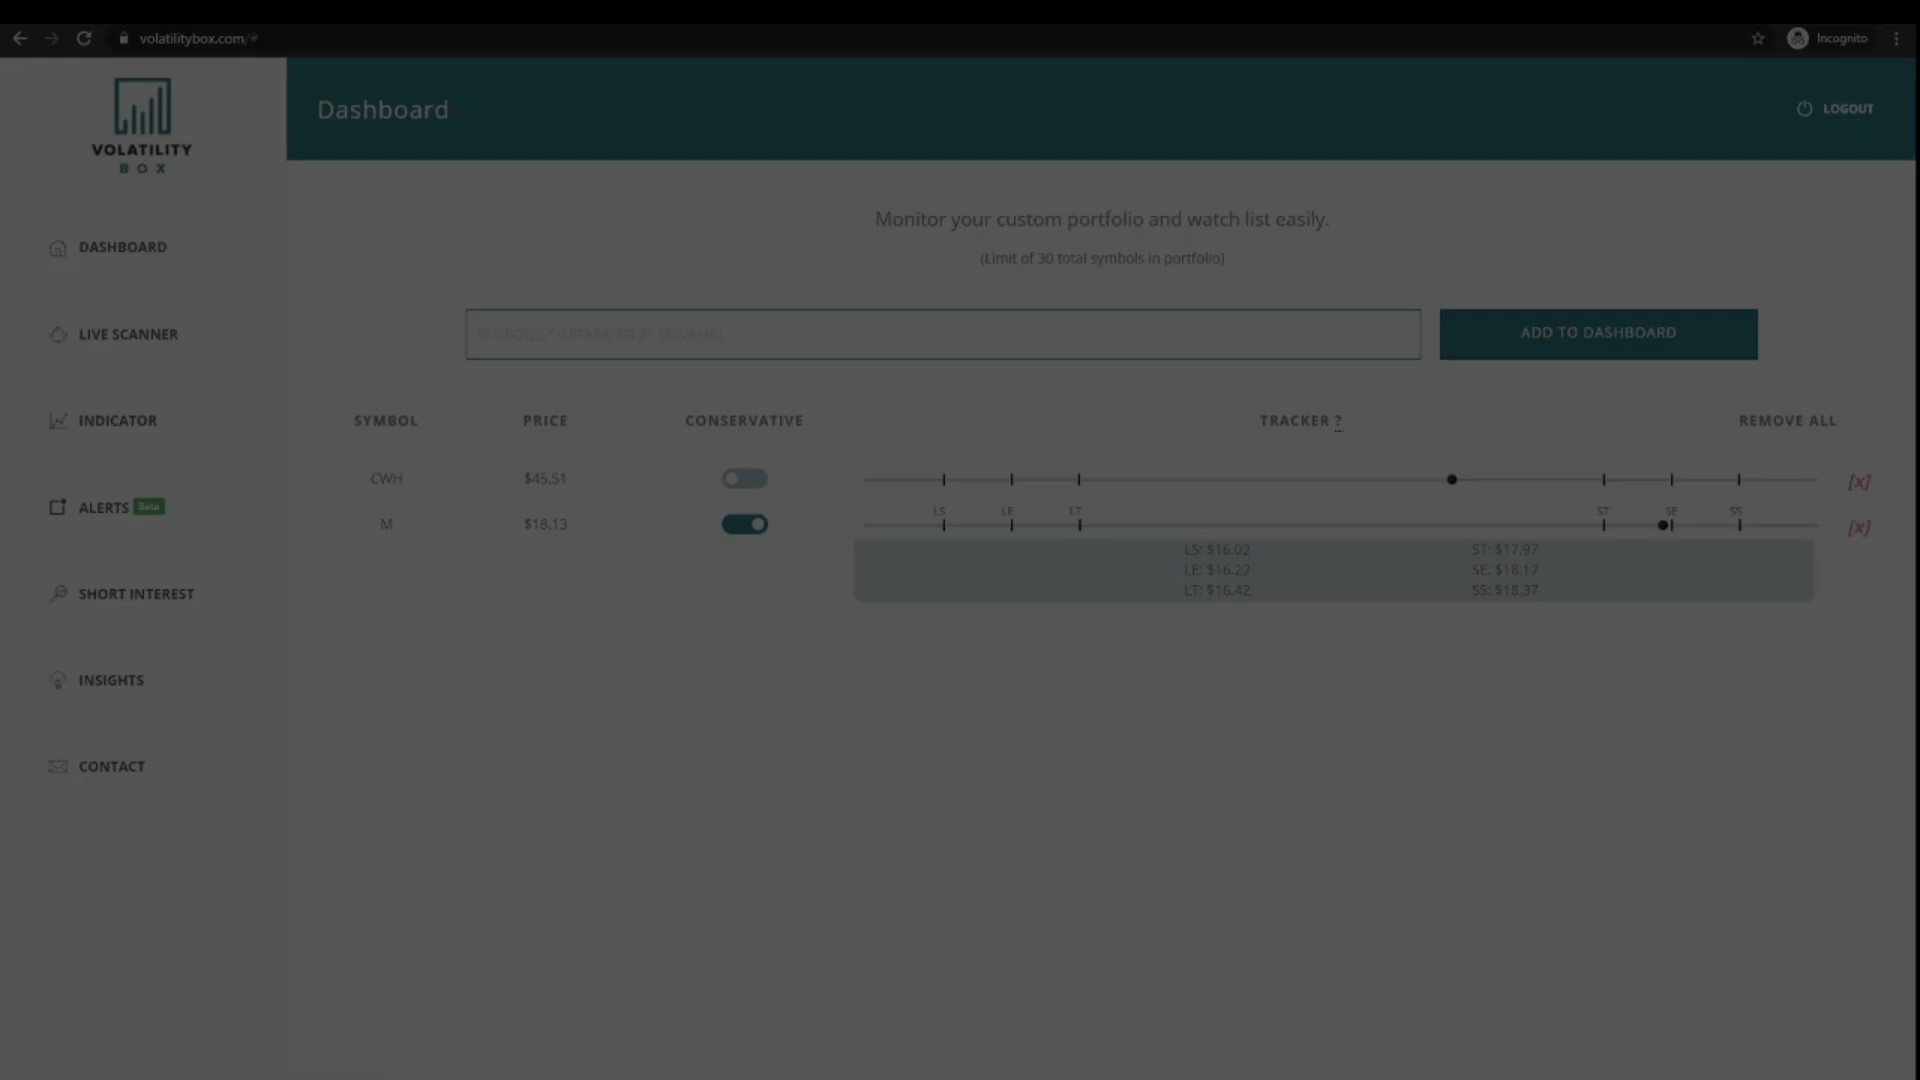 volatilitybox.com/#
Incognito
VOLATILITY
BOX
Dashboard
LOGOUT
DASHBOARD
LIVE SCANNER
INDICATOR
ALERTS Beta
SHORT INTEREST
INSIGHTS
CONTACT
Monitor your custom portfolio and watch list easily.
(Limit of 30 total symbols in portfolio)
ADD TO DASHBOARD
SYMBOL PRICE CONSERVATIVE TRACKER ? REMOVE ALL
CWH $45.51 [X]
LS LE LT ST SE SS
M $18.13 [X]
LS: $16.02 ST: $17.97
LE: $16.22 SE: $18.17
LT: $16.42 SS: $18.37